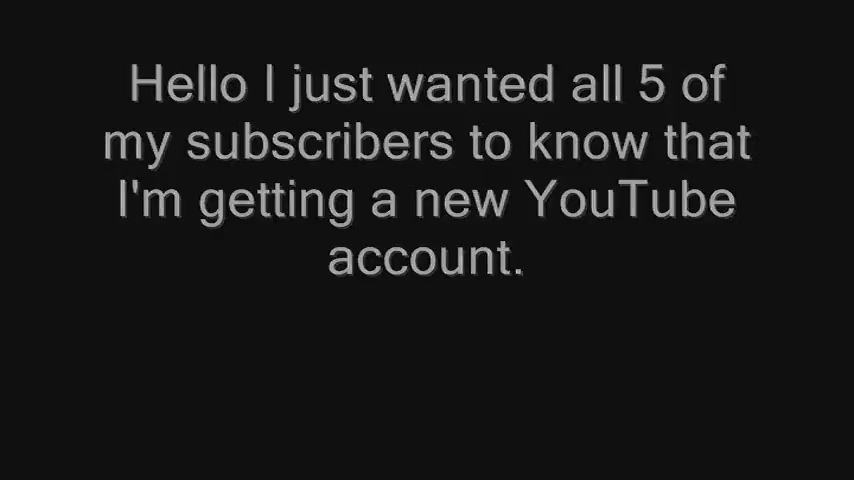 Hello I just wanted all 5 of
my subscribers to know that
I'm getting a new YouTube
account.